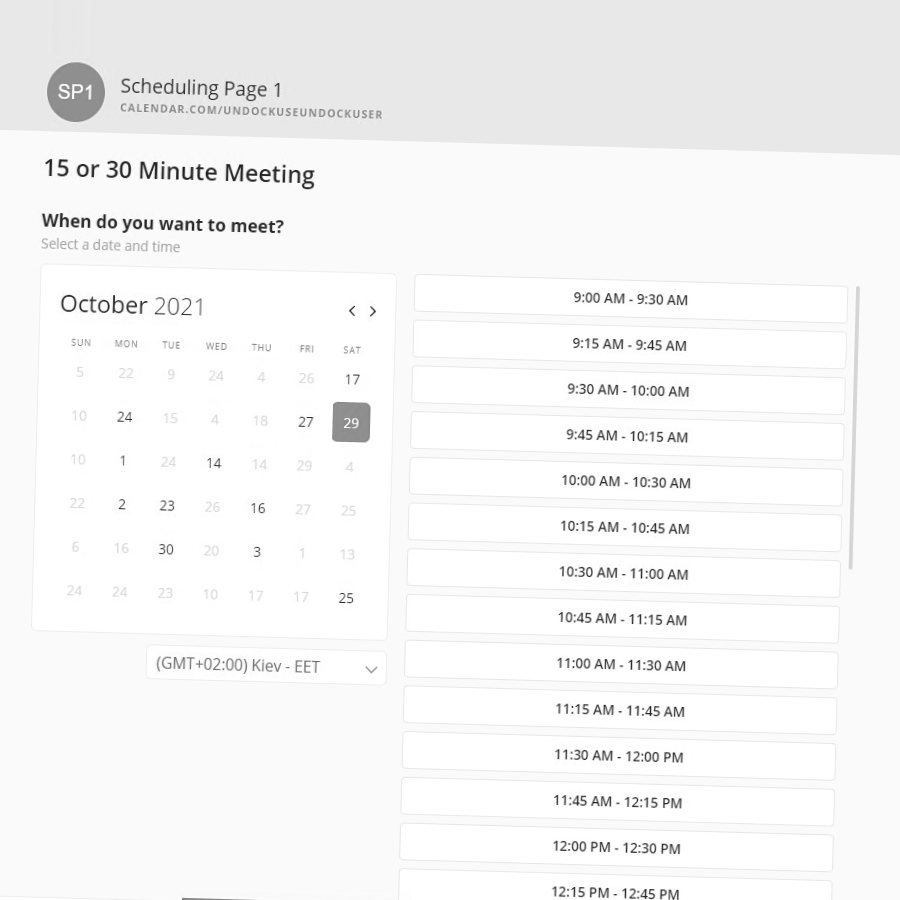 SP1
Scheduling Page 1
CALENDAR.COM/UNDOCKUSEUNDOCKUSER
15 or 30 Minute Meeting
When do you want to meet?
Select a date and time
October 2021
SUN MON TUE WED THU FRI SAT
5 22 9 24 4 26 17
10 24 15 4 18 27 29
10 1 24 14 14 29 4
22 2 23 26 16 27 25
6 16 30 20 3 1 13
24 24 23 10 17 17 25
(GMT+02:00) Kiev - EET
9:00 AM - 9:30 AM
9:15 AM - 9:45 AM
9:30 AM - 10:00 AM
9:45 AM - 10:15 AM
10:00 AM - 10:30 AM
10:15 AM - 10:45 AM
10:30 AM - 11:00 AM
10:45 AM - 11:15 AM
11:00 AM - 11:30 AM
11:15 AM - 11:45 AM
11:30 AM - 12:00 PM
11:45 AM - 12:15 PM
12:00 PM - 12:30 PM
12:15 PM - 12:45 PM